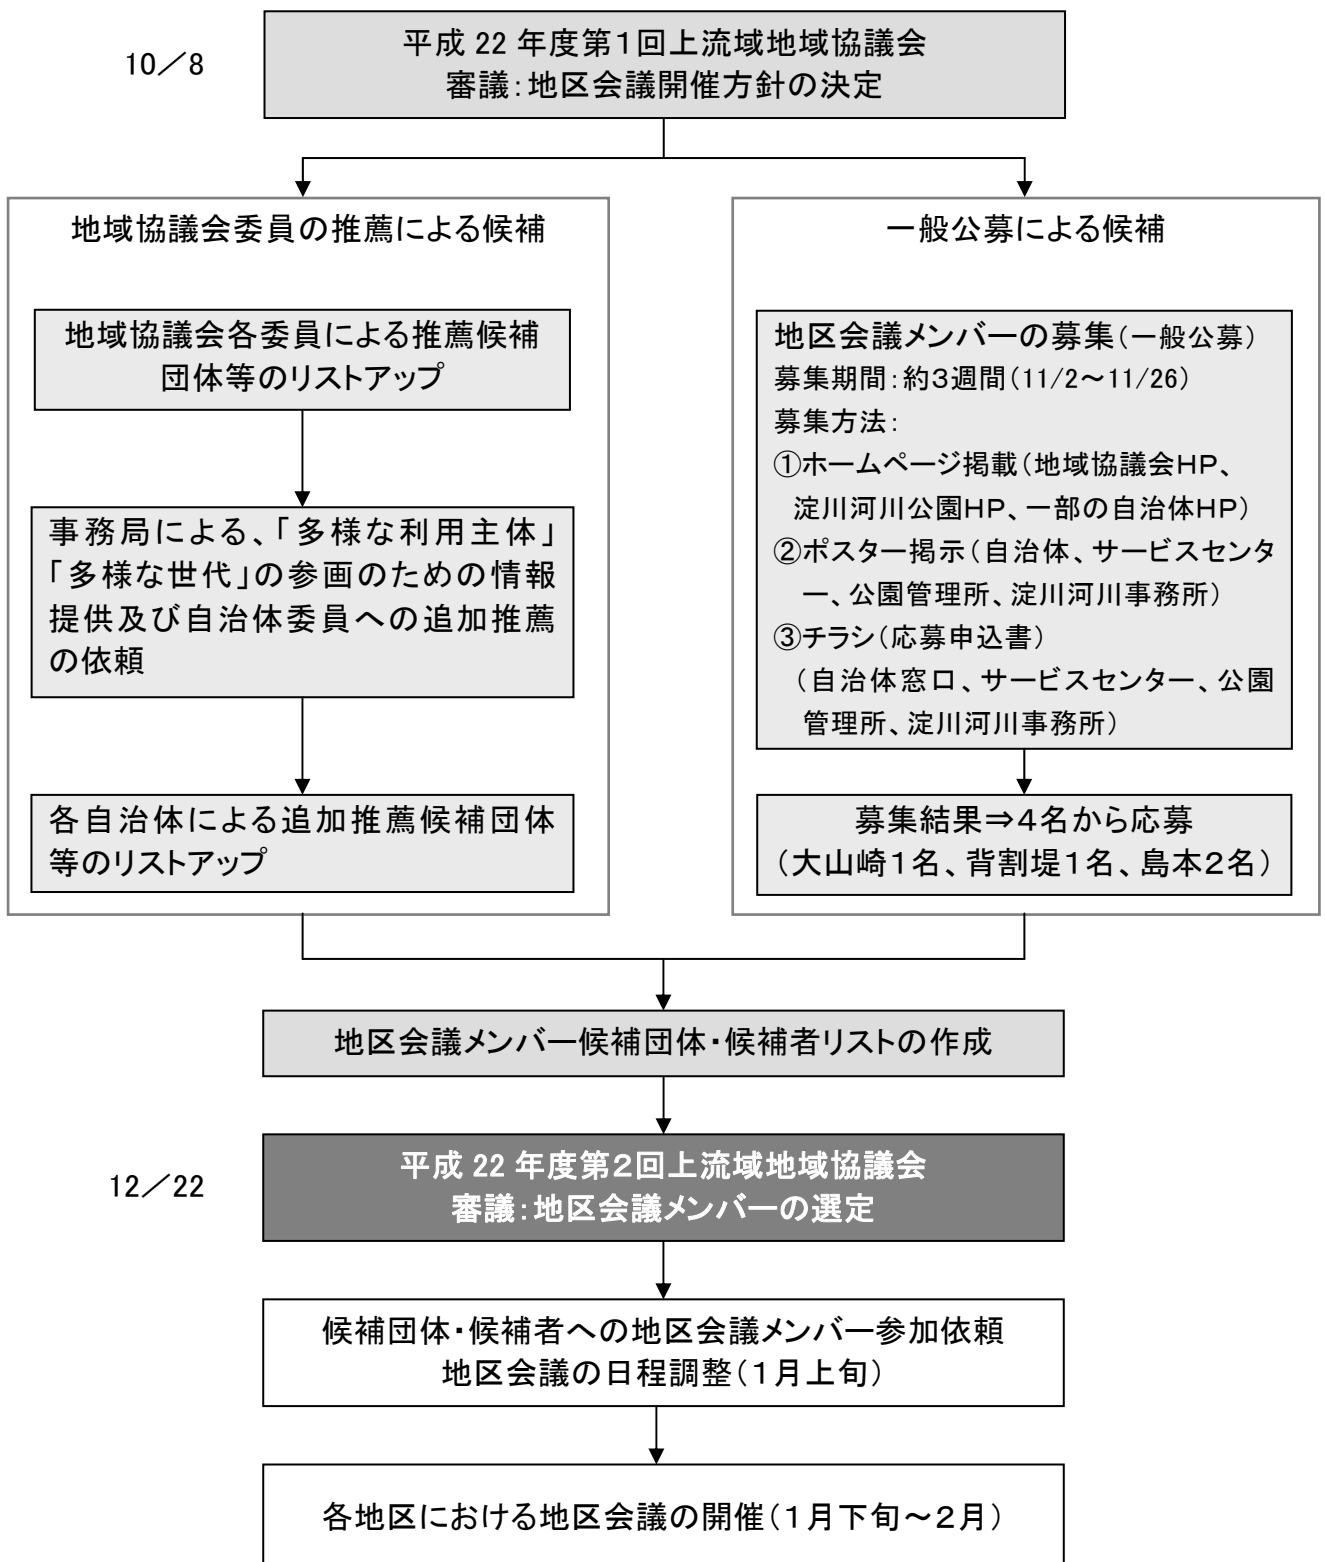 10／8
平成 22 年度第１回上流域地域協議会
審議：地区会議開催方針の決定
地域協議会委員の推薦による候補
地域協議会各委員による推薦候補
団体等のリストアップ
事務局による、「多様な利用主体」
「多様な世代」の参画のための情報
提供及び自治体委員への追加推薦
の依頼
各自治体による追加推薦候補団体
等のリストアップ
一般公募による候補
地区会議メンバーの募集（一般公募）
募集期間：約３週間（11/2～11/26）
募集方法：
①ホームページ掲載（地域協議会ＨＰ、
淀川河川公園ＨＰ、一部の自治体ＨＰ）
②ポスター掲示（自治体、サービスセンタ
ー、公園管理所、淀川河川事務所）
③チラシ（応募申込書）
（自治体窓口、サービスセンター、公園
管理所、淀川河川事務所）
募集結果⇒４名から応募
（大山崎１名、背割堤１名、島本２名）
地区会議メンバー候補団体・候補者リストの作成
12／22
平成 22 年度第２回上流域地域協議会
審議：地区会議メンバーの選定
候補団体・候補者への地区会議メンバー参加依頼
地区会議の日程調整（１月上旬）
各地区における地区会議の開催（１月下旬～２月）